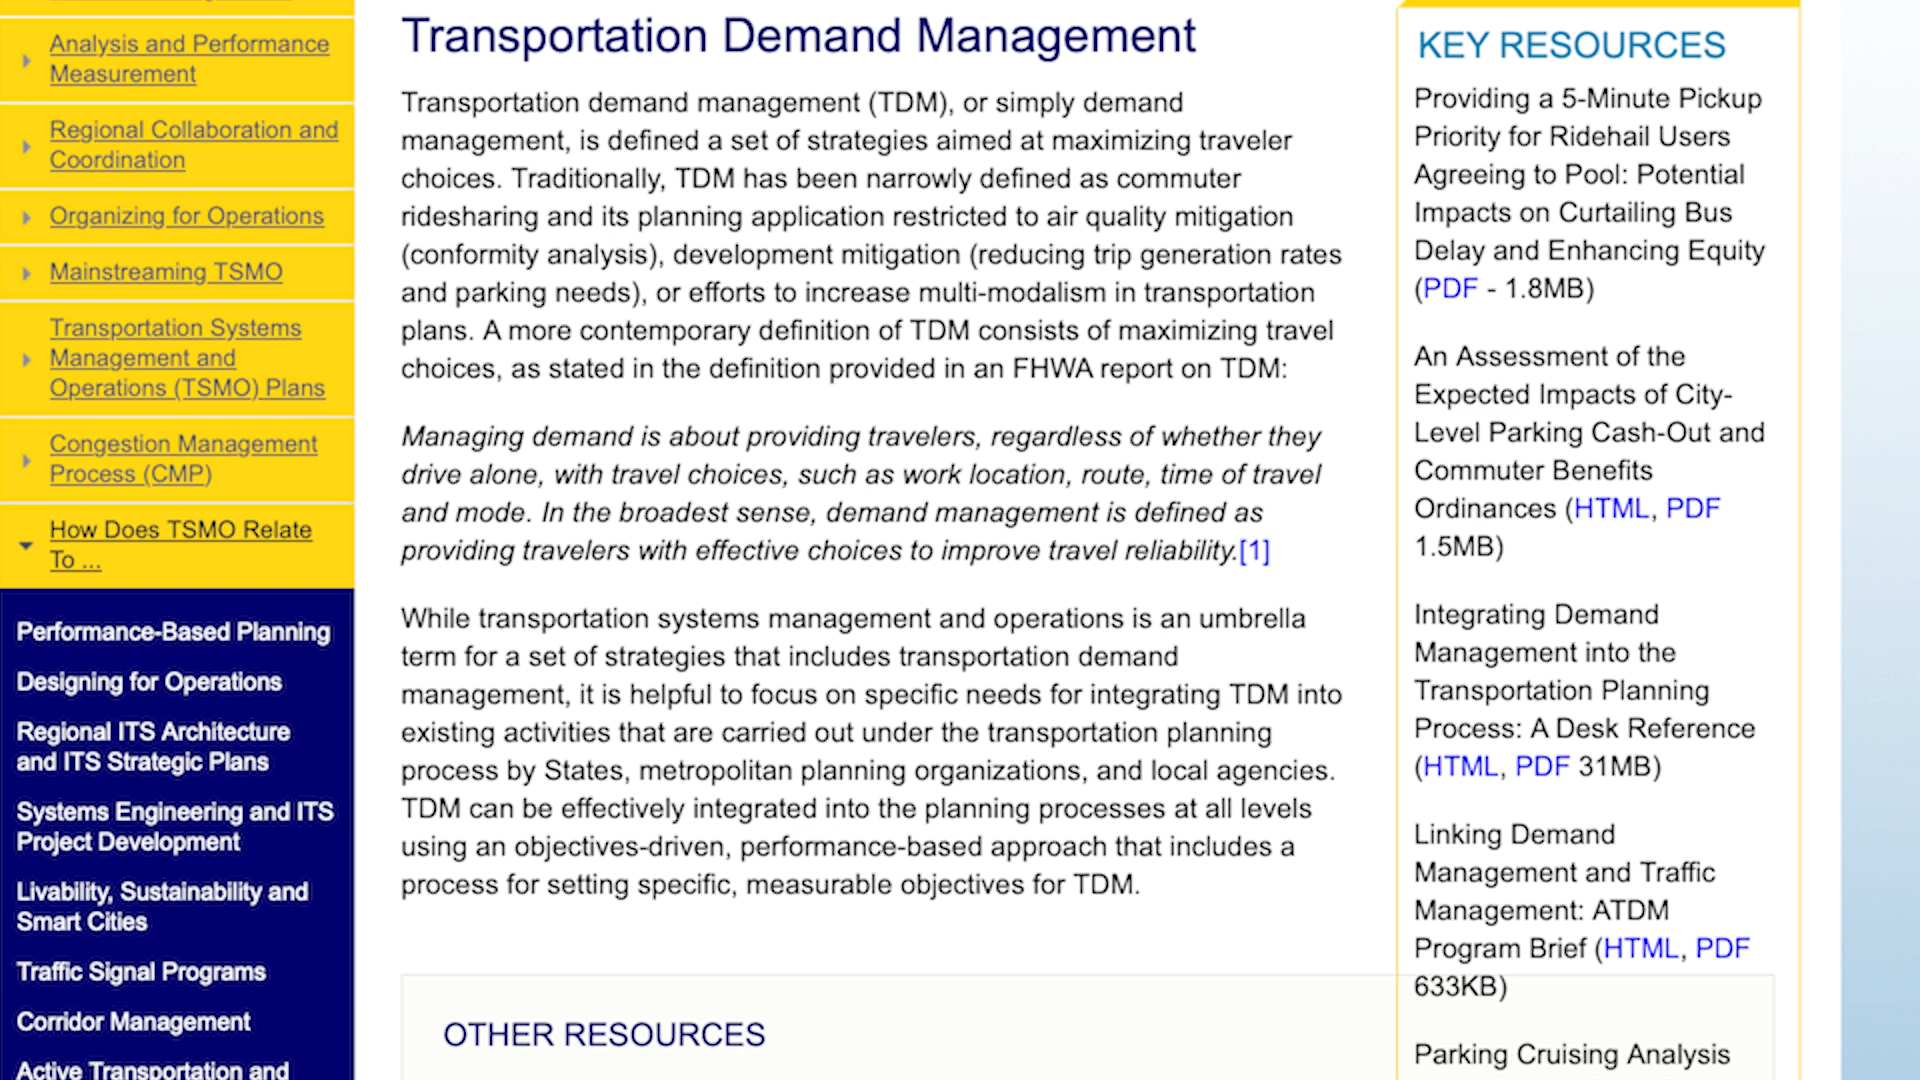 Analysis and Performance
Measurement
Regional Collaboration and
Coordination
Organizing for Operations
Mainstreaming TSMO
Transportation Systems
Management and
Operations (TSMO) Plans
Congestion Management
Process (CMP)
How Does TSMO Relate
To ...
Performance-Based Planning
Designing for Operations
Regional ITS Architecture
and ITS Strategic Plans
Systems Engineering and ITS
Project Development
Livability, Sustainability and
Smart Cities
Traffic Signal Programs
Corridor Management
Active Transportation and
Transportation Demand Management
Transportation demand management (TDM), or simply demand
management, is defined a set of strategies aimed at maximizing traveler
choices. Traditionally, TDM has been narrowly defined as commuter
ridesharing and its planning application restricted to air quality mitigation
(conformity analysis), development mitigation (reducing trip generation rates
and parking needs), or efforts to increase multi-modalism in transportation
plans. A more contemporary definition of TDM consists of maximizing travel
choices, as stated in the definition provided in an FHWA report on TDM:
Managing demand is about providing travelers, regardless of whether they
drive alone, with travel choices, such as work location, route, time of travel
and mode. In the broadest sense, demand management is defined as
providing travelers with effective choices to improve travel reliability.[1]
While transportation systems management and operations is an umbrella
term for a set of strategies that includes transportation demand
management, it is helpful to focus on specific needs for integrating TDM into
existing activities that are carried out under the transportation planning
process by States, metropolitan planning organizations, and local agencies.
TDM can be effectively integrated into the planning processes at all levels
using an objectives-driven, performance-based approach that includes a
process for setting specific, measurable objectives for TDM.
OTHER RESOURCES
KEY RESOURCES
Providing a 5-Minute Pickup
Priority for Ridehail Users
Agreeing to Pool: Potential
Impacts on Curtailing Bus
Delay and Enhancing Equity
(PDF - 1.8MB)
An Assessment of the
Expected Impacts of City-
Level Parking Cash-Out and
Commuter Benefits
Ordinances (HTML, PDF
1.5MB)
Integrating Demand
Management into the
Transportation Planning
Process: A Desk Reference
(HTML, PDF 31MB)
Linking Demand
Management and Traffic
Management: ATDM
Program Brief (HTML, PDF
633KB)
Parking Cruising Analysis